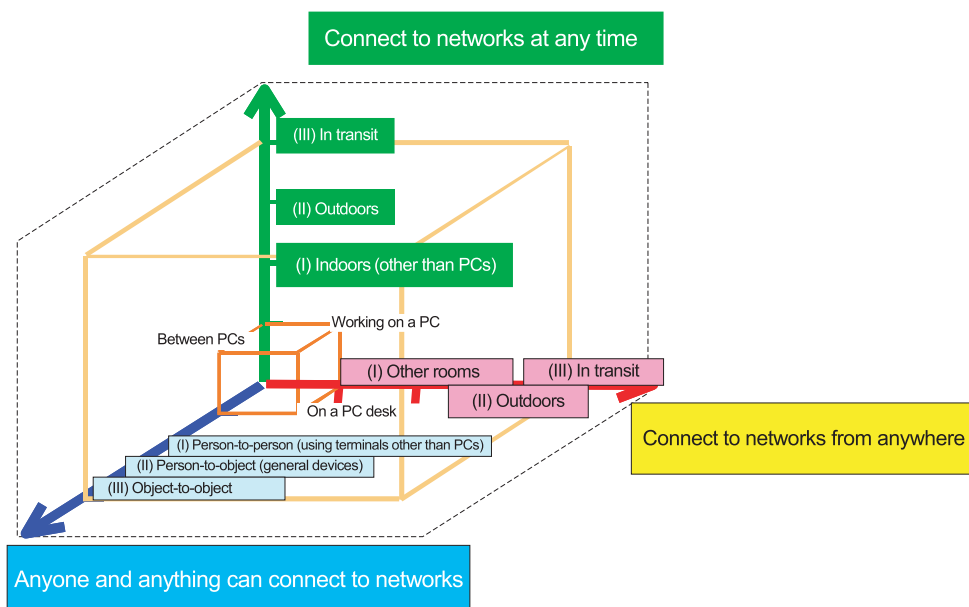 Connect to networks at any time
(III) In transit
(II) Outdoors
(I) Indoors (other than PCs)
Working on a PC
Between PCs
(I) Other rooms
(III) In transit
(II) Outdoors
On a PC desk
Connect to networks from anywhere
(I) Person-to-person (using terminals other than PCs)
(II) Person-to-object (general devices)
(III) Object-to-object
Anyone and anything can connect to networks